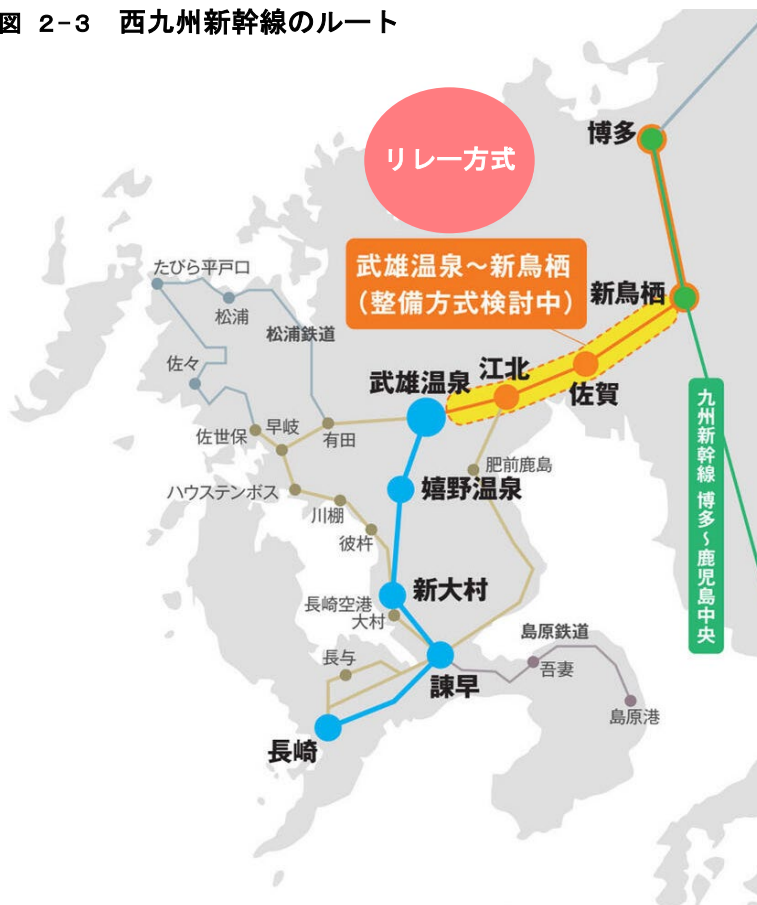 図 2-3 西九州新幹線のルート
博多
リレー方式
武雄温泉~新鳥栖
(整備方式検討中)
新鳥栖
たびら平戸口
松浦
松浦鉄道
佐々
武雄温泉
江北
佐賀
佐世保
早岐
有田
肥前鹿島
ハウステンボス
嬉野温泉
川棚
彼杵
九州新幹線 博多~鹿児島中央
新大村
長崎空港
大村
島原鉄道
長与
吾妻
諫早
島原港
長崎